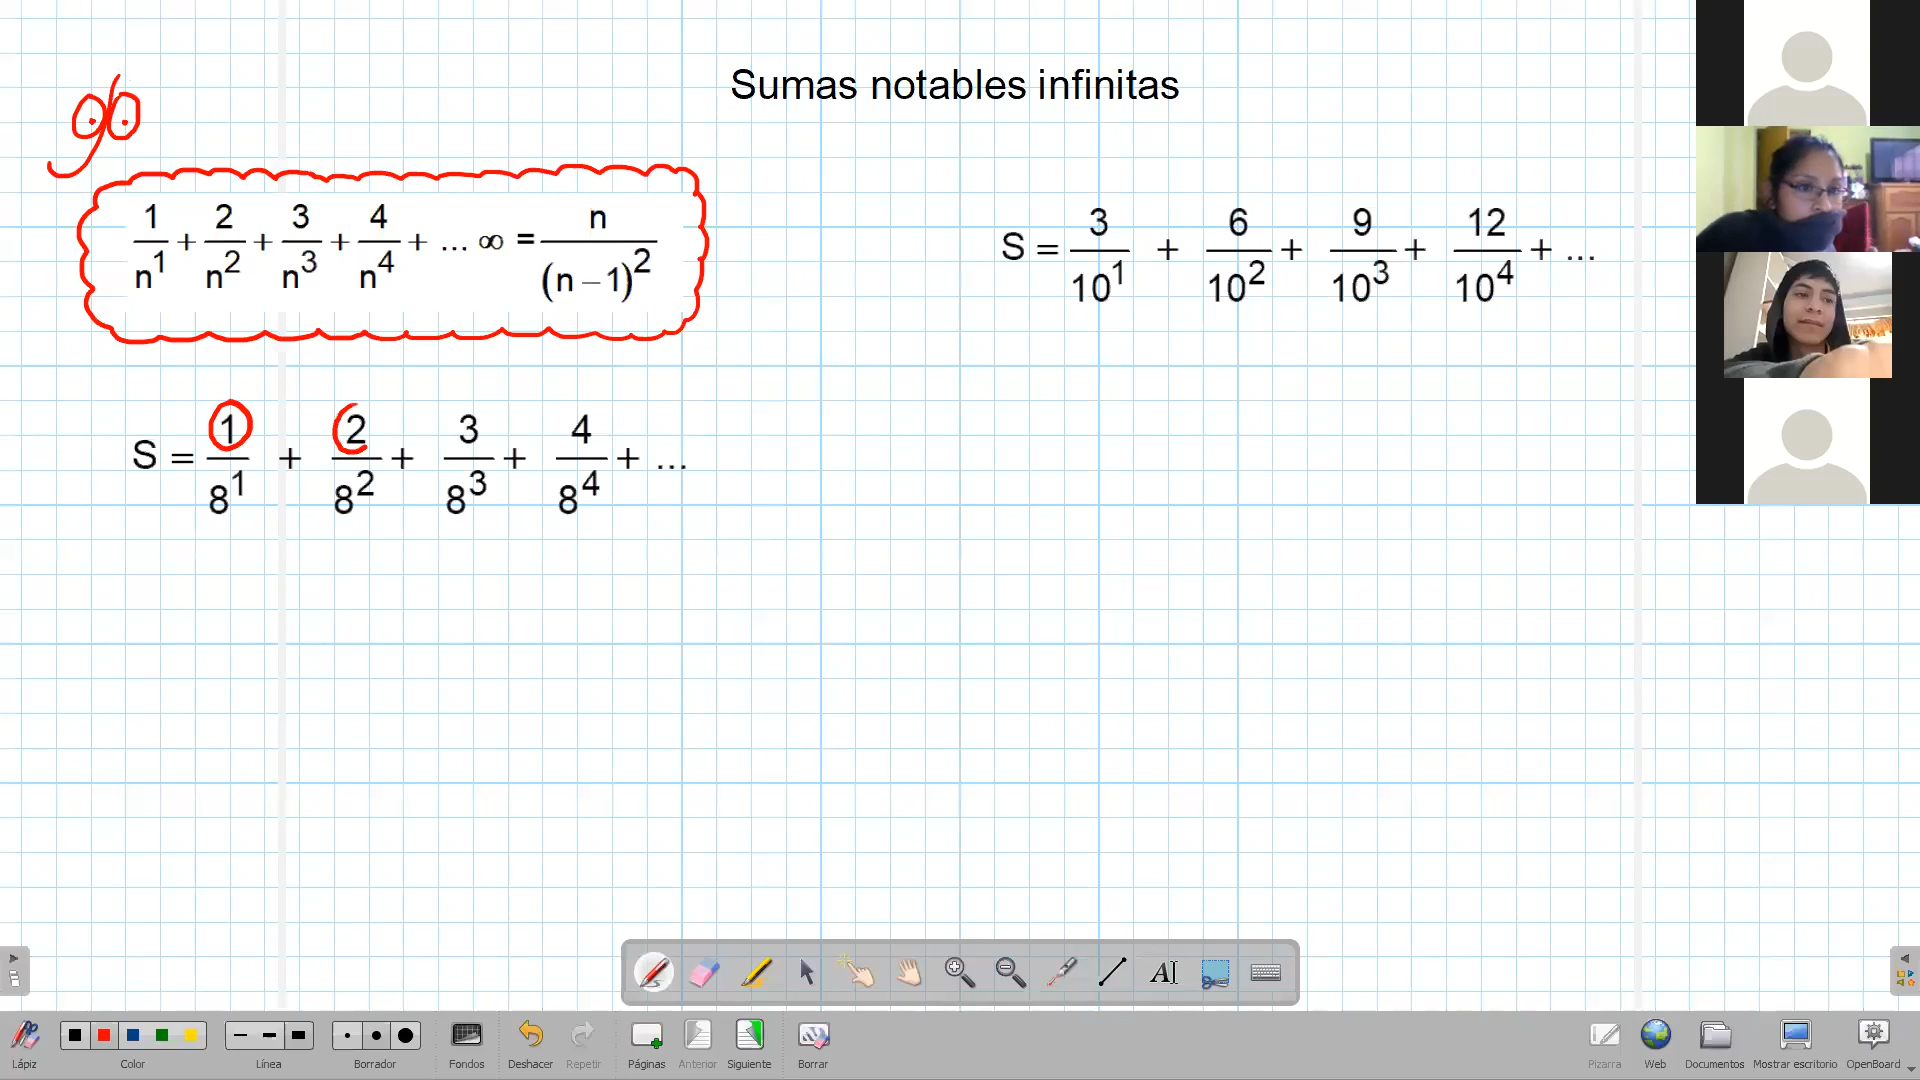 Sumas notables infinitas
1/n^1 + 2/n^2 + 3/n^3 + 4/n^4 + ... ∞ = n/(n−1)^2
S = 3/10^1 + 6/10^2 + 9/10^3 + 12/10^4 + ...
S = 1/8^1 + 2/8^2 + 3/8^3 + 4/8^4 + ...
Lápiz Color Línea Borrador Fondos Deshacer Repetir Páginas Anterior Siguiente Borrar Pizarra Web Documentos Mostrar escritorio OpenBoard